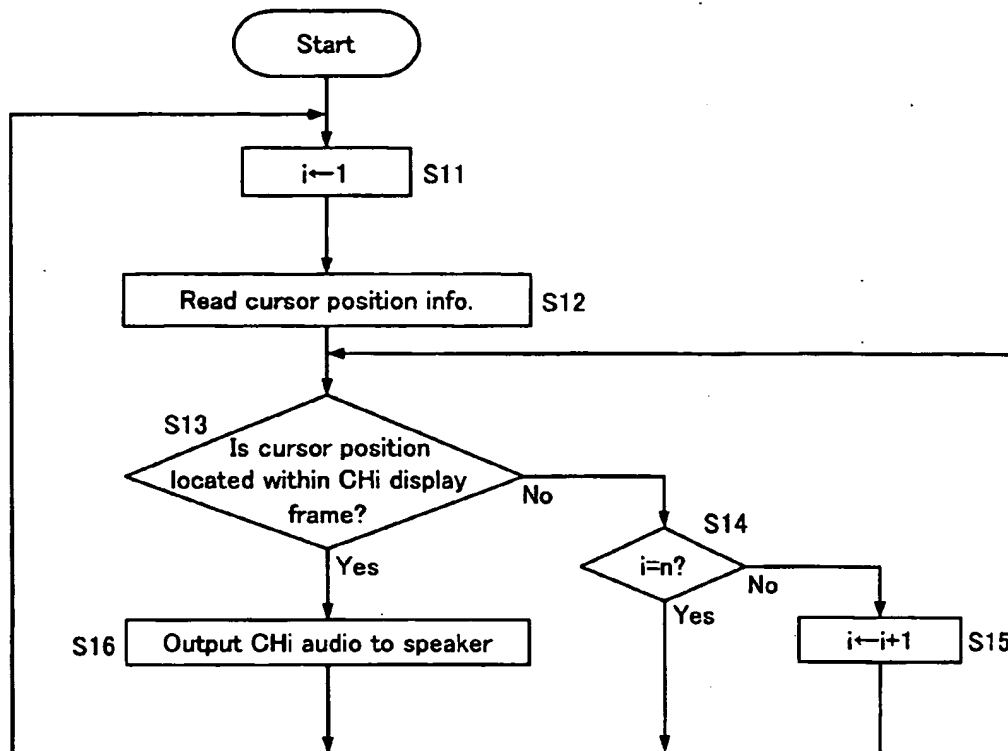 Start
i←1
S11
Read cursor position info.
S12
S13
Is cursor position
located within CHi display
frame?
No
S14
i=n?
No
Yes
Yes
S16
Output CHi audio to speaker
i←i+1
S15